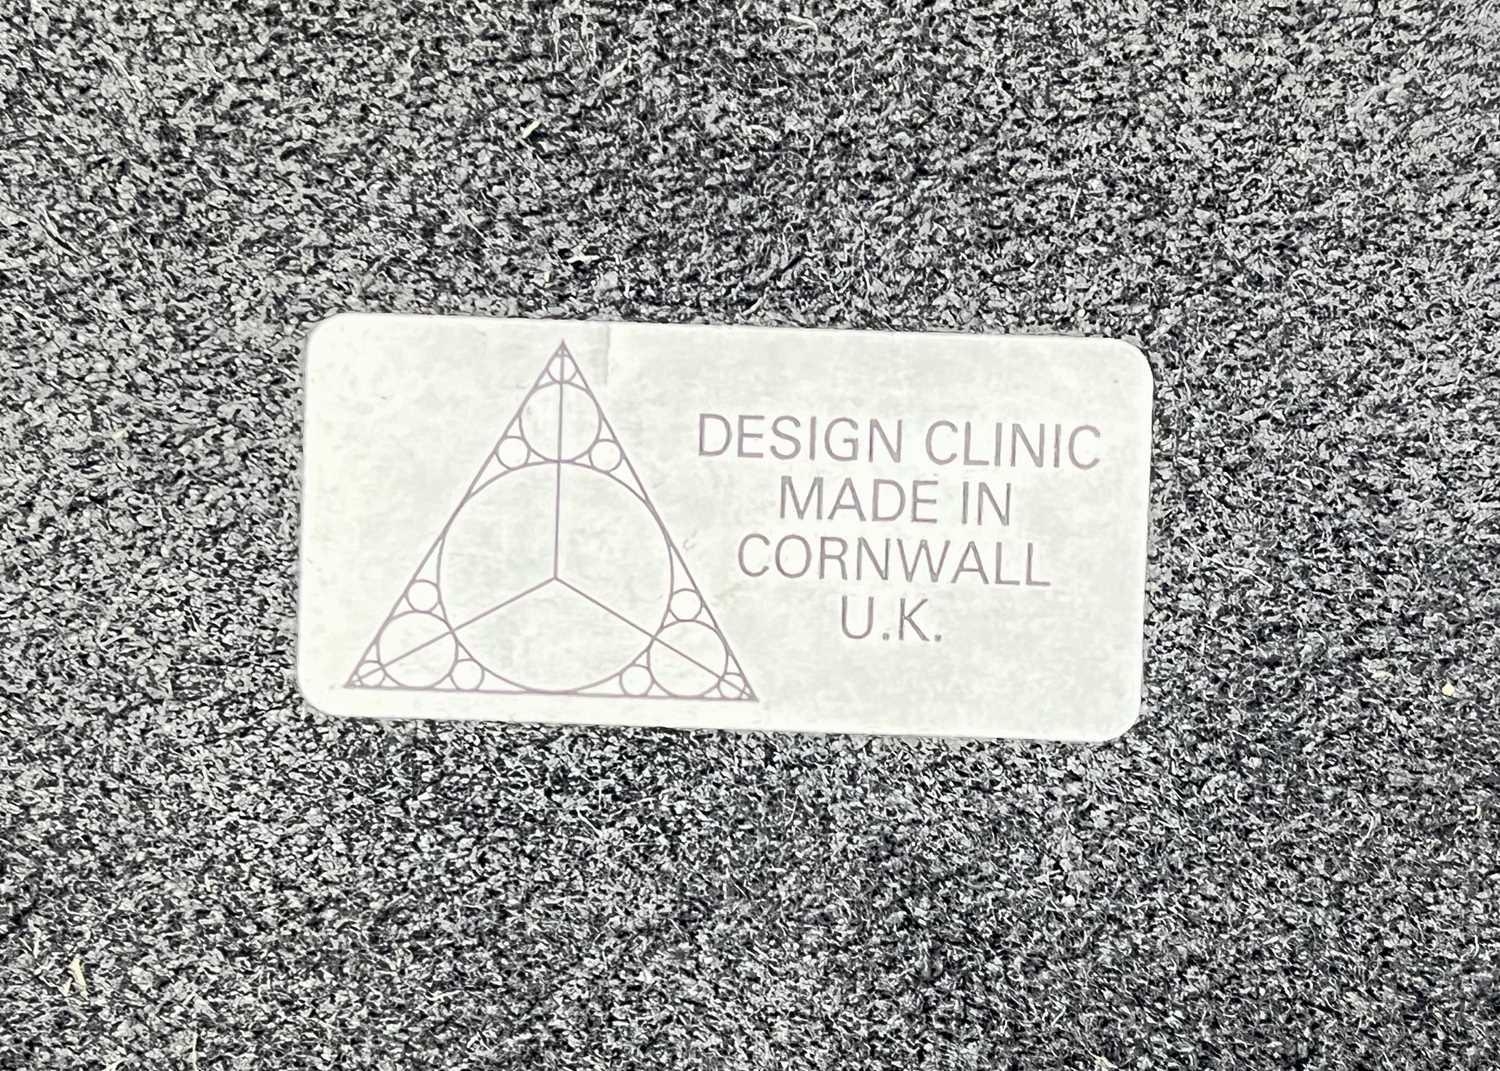 DESIGN CLINIC
MADE IN
CORNWALL
U.K.